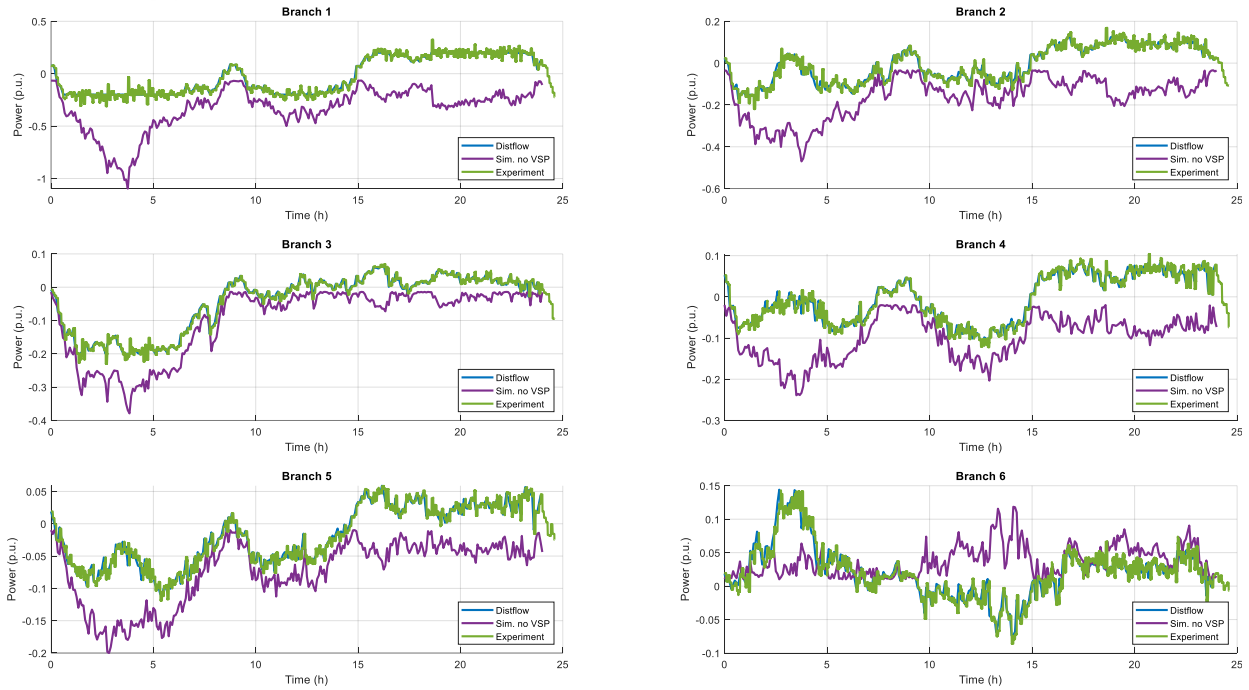 Branch 1
Power (p.u.)
0.5
0
-0.5
-1
0 5 10 15 20 25
Time (h)
Distflow
Sim. no VSP
Experiment
Branch 2
Power (p.u.)
0.2
0
-0.2
-0.4
-0.6
0 5 10 15 20 25
Time (h)
Distflow
Sim. no VSP
Experiment
Branch 3
Power (p.u.)
0.1
0
-0.1
-0.2
-0.3
-0.4
0 5 10 15 20 25
Time (h)
Distflow
Sim. no VSP
Experiment
Branch 4
Power (p.u.)
0.1
0
-0.1
-0.2
-0.3
0 5 10 15 20 25
Time (h)
Distflow
Sim. no VSP
Experiment
Branch 5
Power (p.u.)
0.05
0
-0.05
-0.1
-0.15
-0.2
0 5 10 15 20 25
Time (h)
Distflow
Sim. no VSP
Experiment
Branch 6
Power (p.u.)
0.15
0.1
0.05
0
-0.05
-0.1
0 5 10 15 20 25
Time (h)
Distflow
Sim. no VSP
Experiment